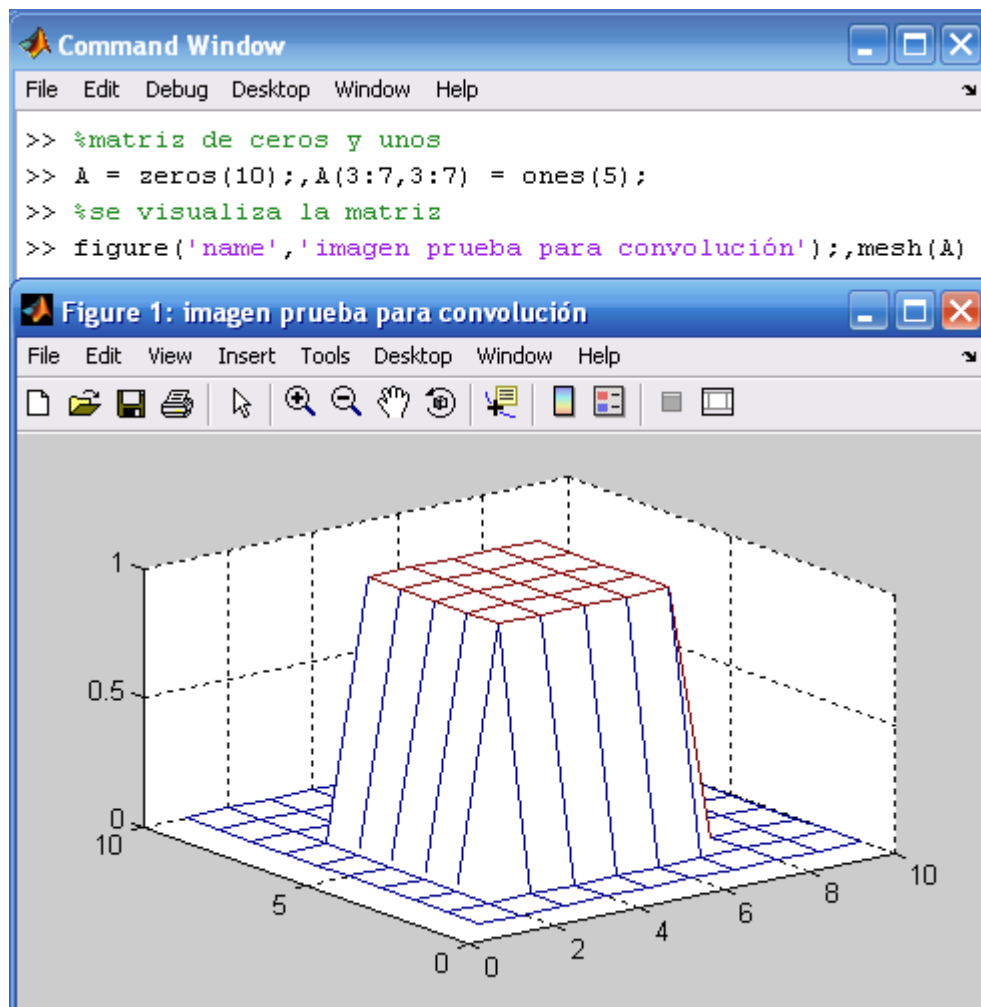 Command Window
File Edit Debug Desktop Window Help
>> %matriz de ceros y unos
>> A = zeros(10);,A(3:7,3:7) = ones(5);
>> %se visualiza la matriz
>> figure('name','imagen prueba para convolución');,mesh(A)
Figure 1: imagen prueba para convolución
File Edit View Insert Tools Desktop Window Help
1
0.5
0
10
5
0
0
2
4
6
8
10